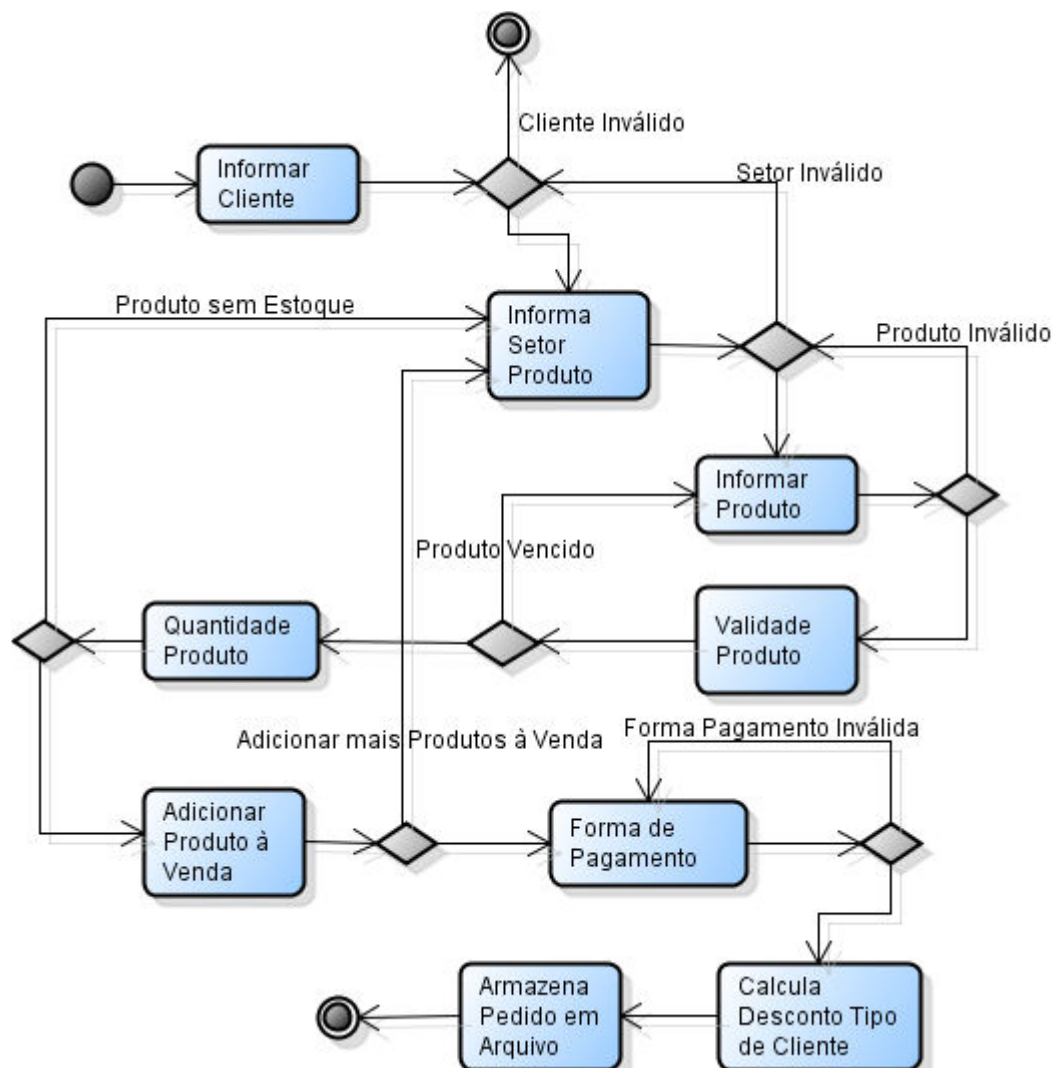 Cliente Inválido
Informar
Cliente
Setor Inválido
Produto sem Estoque
Informa
Setor
Produto
Produto Inválido
Informar
Produto
Produto Vencido
Quantidade
Produto
Validade
Produto
Adicionar mais Produtos à Venda
Forma Pagamento Inválida
Adicionar
Produto à
Venda
Forma de
Pagamento
Armazena
Pedido em
Arquivo
Calcula
Desconto Tipo
de Cliente